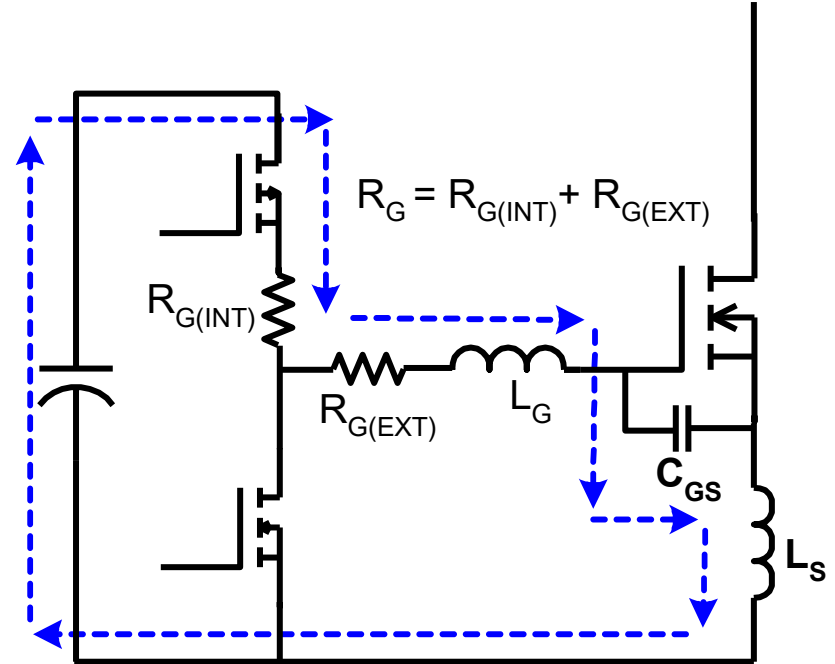 R_G = R_G(INT) + R_G(EXT)
R_G(INT)
R_G(EXT)
L_G
C_GS
L_S